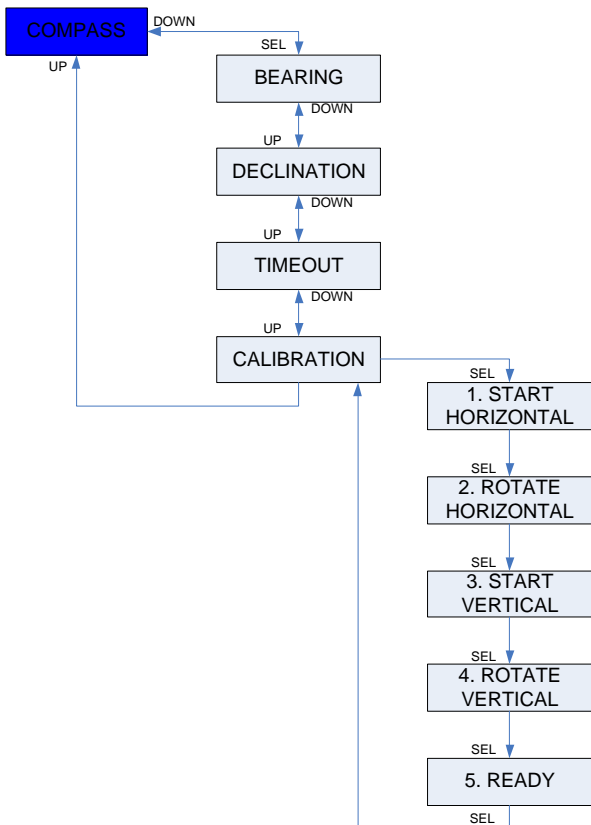 COMPASS
DOWN
UP
SEL
BEARING
DOWN
UP
DECLINATION
DOWN
UP
TIMEOUT
DOWN
UP
CALIBRATION
SEL
1. START
HORIZONTAL
SEL
2. ROTATE
HORIZONTAL
SEL
3. START
VERTICAL
SEL
4. ROTATE
VERTICAL
SEL
5. READY
SEL